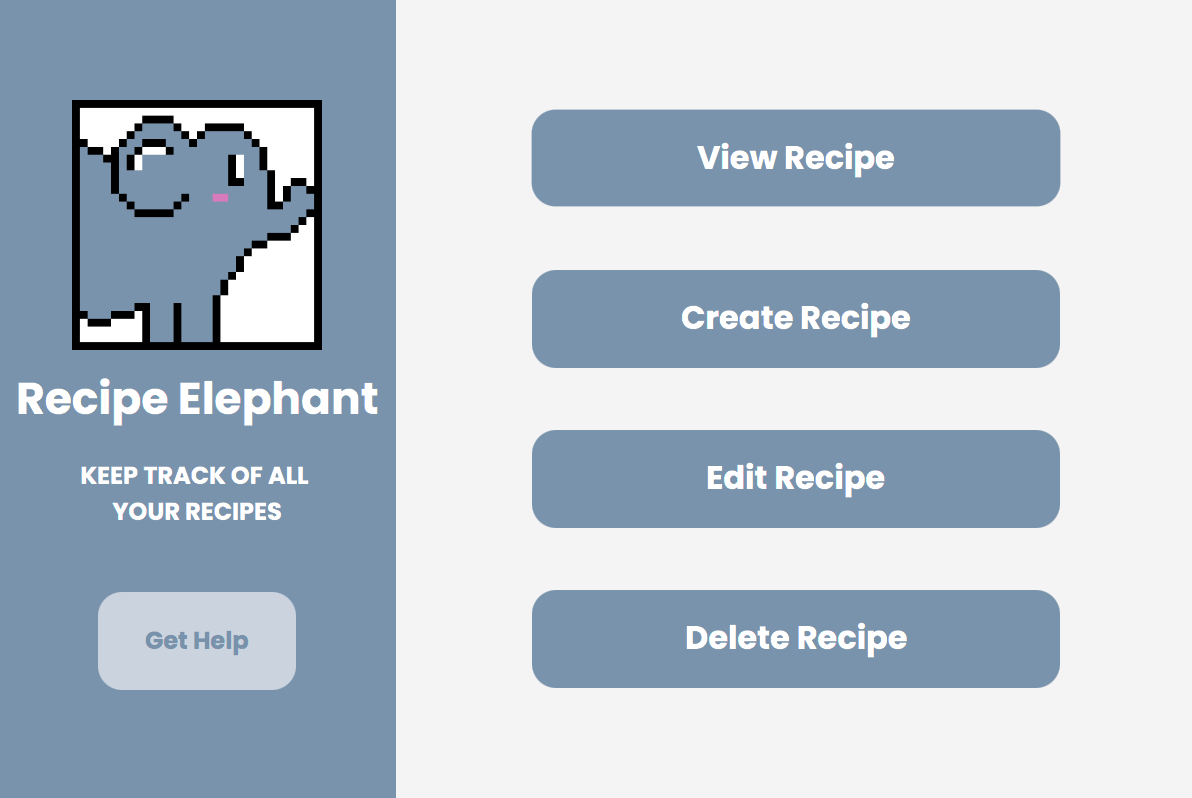 Recipe Elephant
KEEP TRACK OF ALL
YOUR RECIPES
Get Help
View Recipe
Create Recipe
Edit Recipe
Delete Recipe